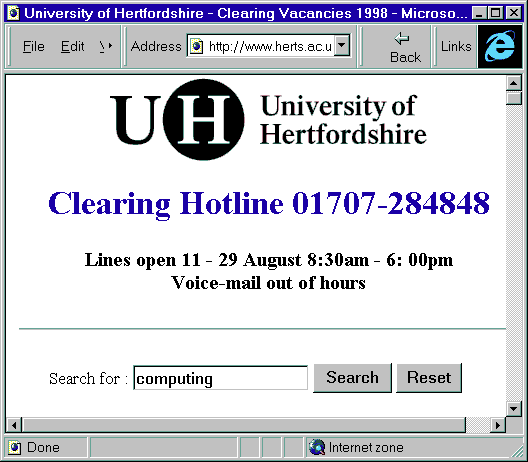 University of Hertfordshire - Clearing Vacancies 1998 - Microso...
File Edit Address http://www.herts.ac.u Back Links
UH University of
Hertfordshire
Clearing Hotline 01707-284848
Lines open 11 - 29 August 8:30am - 6: 00pm
Voice-mail out of hours
Search for : computing Search Reset
Done Internet zone